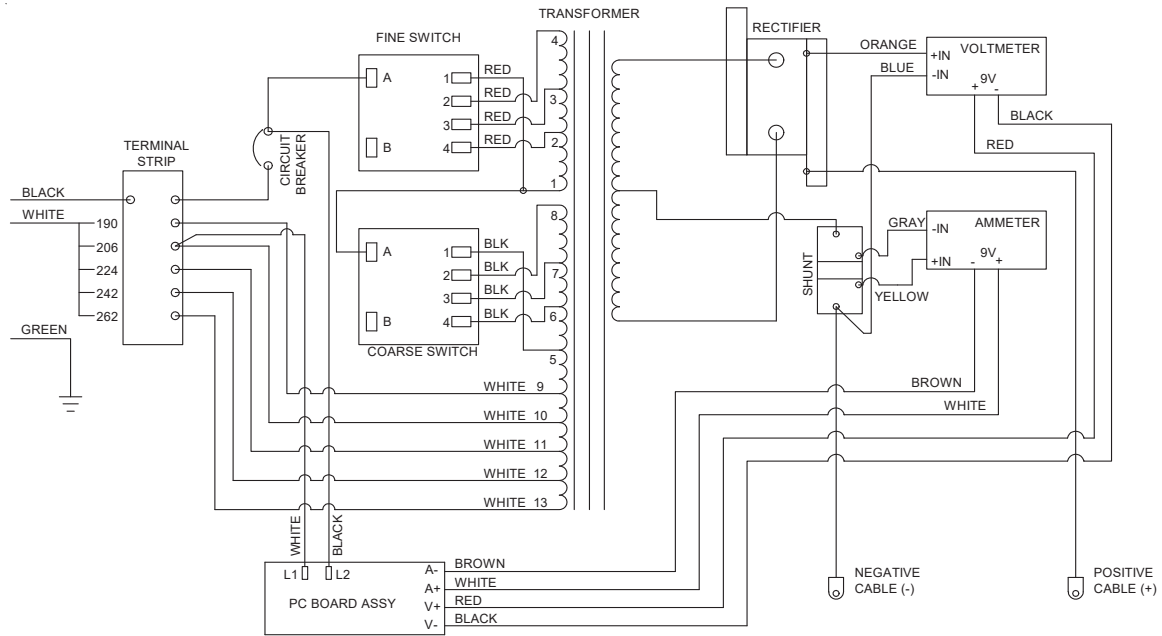 TRANSFORMER
FINE SWITCH
RECTIFIER
ORANGE
+IN
VOLTMETER
BLUE
-IN
9V
+ -
BLACK
RED
A
B
1 RED
2 RED
3 RED
4 RED
4
3
2
1
CIRCUIT
BREAKER
TERMINAL
STRIP
BLACK
WHITE
190
206
224
242
262
GREEN
A
B
1 BLK
2 BLK
3 BLK
4 BLK
COARSE SWITCH
8
7
6
5
WHITE 9
WHITE 10
WHITE 11
WHITE 12
WHITE 13
SHUNT
GRAY
-IN
AMMETER
9V
- +
+IN
YELLOW
BROWN
WHITE
WHITE
BLACK
L1
L2
PC BOARD ASSY
A- BROWN
A+ WHITE
V+ RED
V- BLACK
NEGATIVE
CABLE (-)
POSITIVE
CABLE (+)